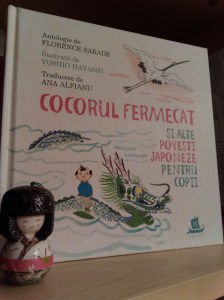 Antologie de
FLORENCE SAKADE
Ilustrații de
YOSHIO HAYASHI
Traducere de
ANA ALFIANU
COCORUL FERMECAT
ȘI ALTE
POVEȘTI
JAPONEZE
PENTRU
COPII